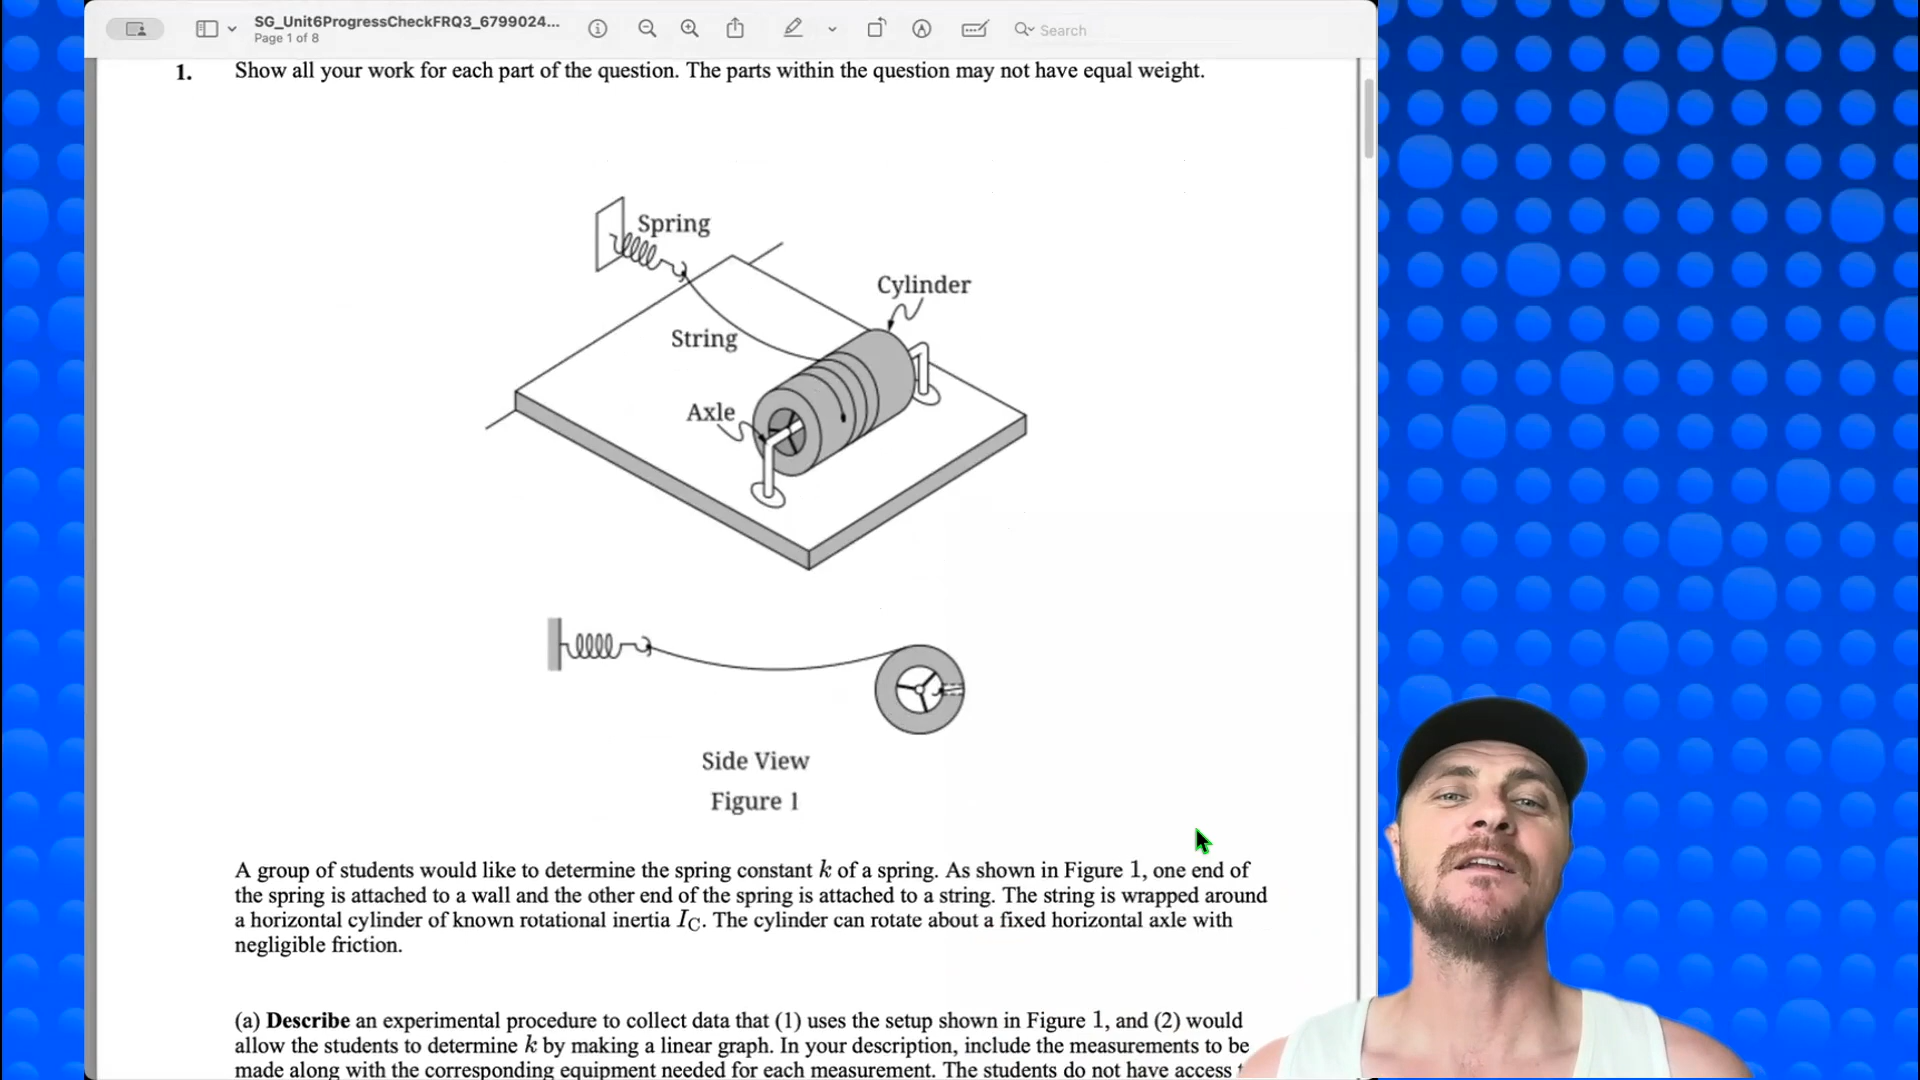 SG_Unit6ProgressCheckFRQ3_6799024...
Page 1 of 8
Search
1. Show all your work for each part of the question. The parts within the question may not have equal weight.
Spring
Cylinder
String
Axle
Side View
Figure 1
A group of students would like to determine the spring constant k of a spring. As shown in Figure 1, one end of
the spring is attached to a wall and the other end of the spring is attached to a string. The string is wrapped around
a horizontal cylinder of known rotational inertia I_C. The cylinder can rotate about a fixed horizontal axle with
negligible friction.
(a) Describe an experimental procedure to collect data that (1) uses the setup shown in Figure 1, and (2) would
allow the students to determine k by making a linear graph. In your description, include the measurements to be
made along with the corresponding equipment needed for each measurement. The students do not have access